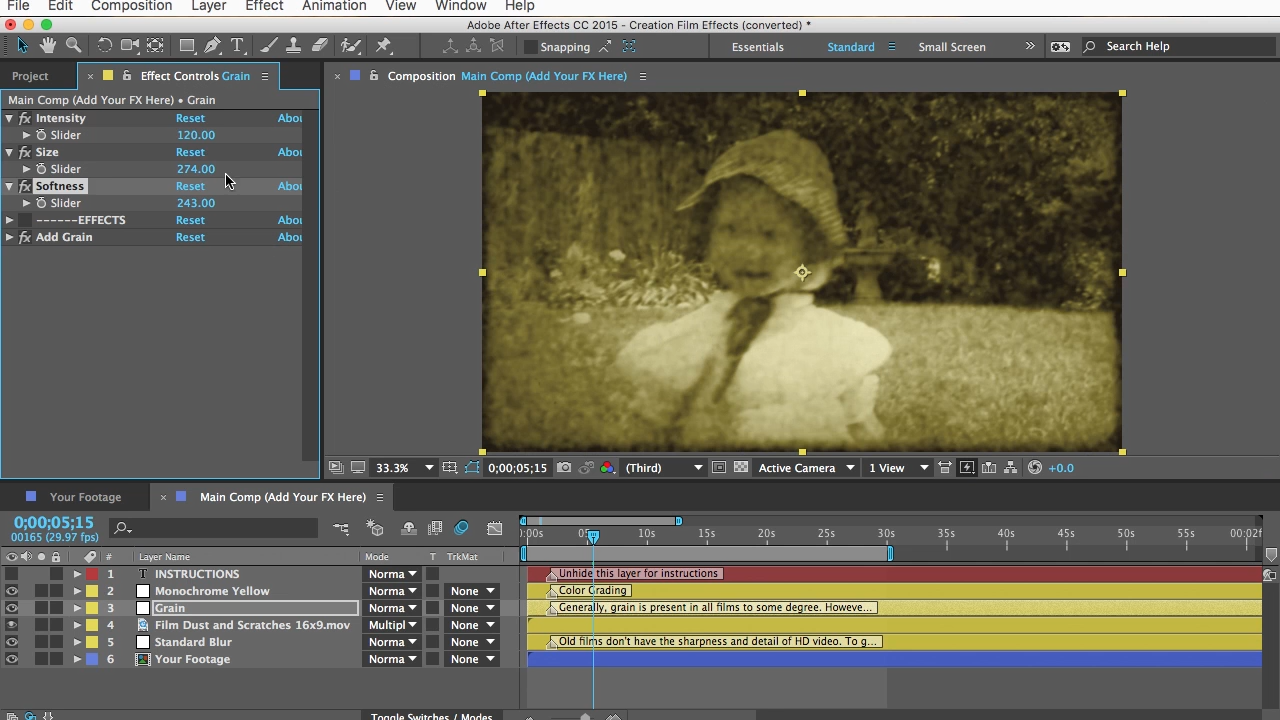 File Edit Composition Layer Effect Animation View Window Help
Adobe After Effects CC 2015 - Creation Film Effects (converted) *
Snapping Essentials Standard Small Screen Search Help
Project Effect Controls Grain
Composition Main Comp (Add Your FX Here)
Main Comp (Add Your FX Here) • Grain
fx Intensity Reset Abou
Slider 120.00
fx Size Reset Abou
Slider 274.00
fx Softness Reset Abou
Slider 243.00
------EFFECTS Reset Abou
fx Add Grain Reset Abou
33.3% 0;00;05;15 (Third) Active Camera 1 View +0.0
Your Footage Main Comp (Add Your FX Here)
0;00;05;15
00165 (29.97 fps)
):00s 10s 15s 20s 25s 30s 35s 40s 45s 50s 55s 00:02f
# Layer Name Mode T TrkMat
1 T INSTRUCTIONS Norma Unhide this layer for instructions
2 Monochrome Yellow Norma None Color Grading
3 Grain Norma None Generally, grain is present in all films to some degree. Howeve...
4 Film Dust and Scratches 16x9.mov Multipl None
5 Standard Blur Norma None Old films don't have the sharpness and detail of HD video. To g...
6 Your Footage Norma None
Toggle Switches / Modes